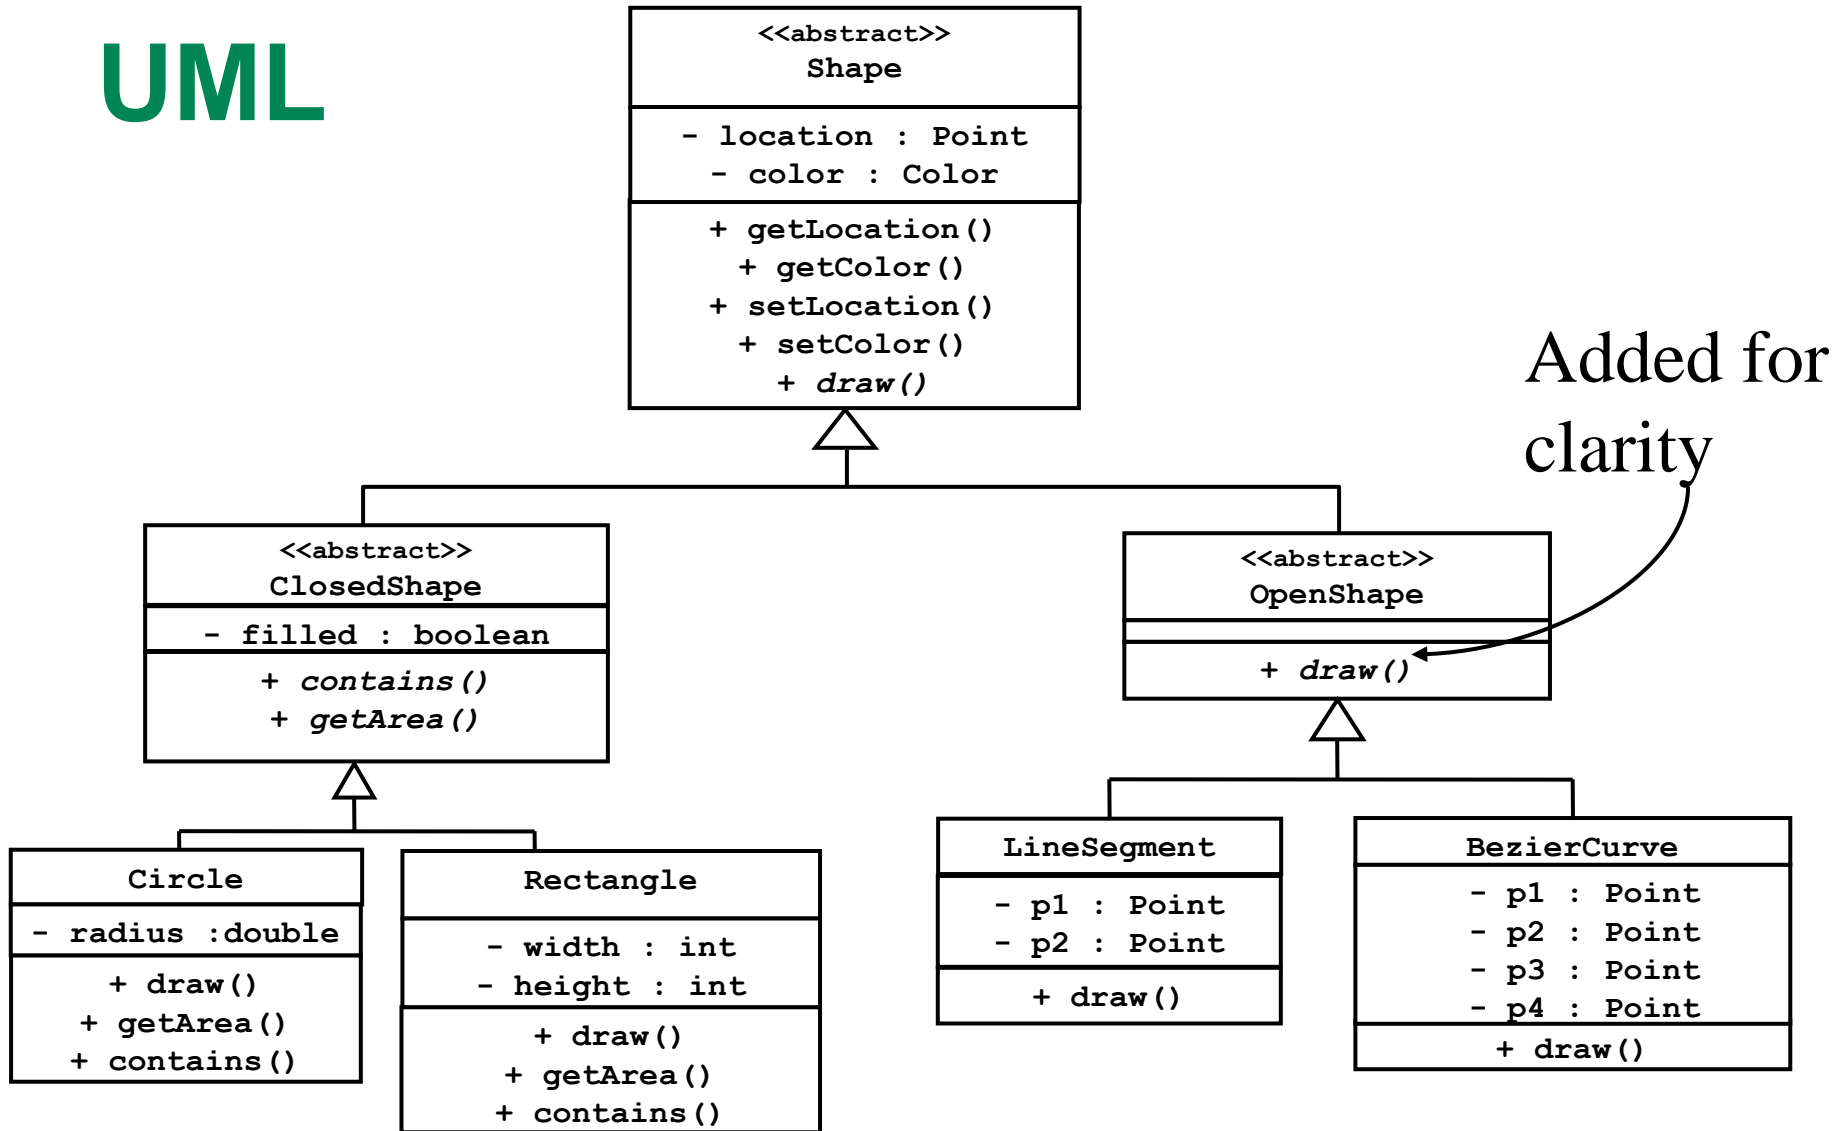 UML
<<abstract>>
Shape
- location : Point
- color : Color
+ getLocation()
+ getColor()
+ setLocation()
+ setColor()
+ draw()
Added for
clarity
<<abstract>>
ClosedShape
- filled : boolean
+ contains()
+ getArea()
<<abstract>>
OpenShape
+ draw()
Circle
- radius :double
+ draw()
+ getArea()
+ contains()
Rectangle
- width : int
- height : int
+ draw()
+ getArea()
+ contains()
LineSegment
- p1 : Point
- p2 : Point
+ draw()
BezierCurve
- p1 : Point
- p2 : Point
- p3 : Point
- p4 : Point
+ draw()